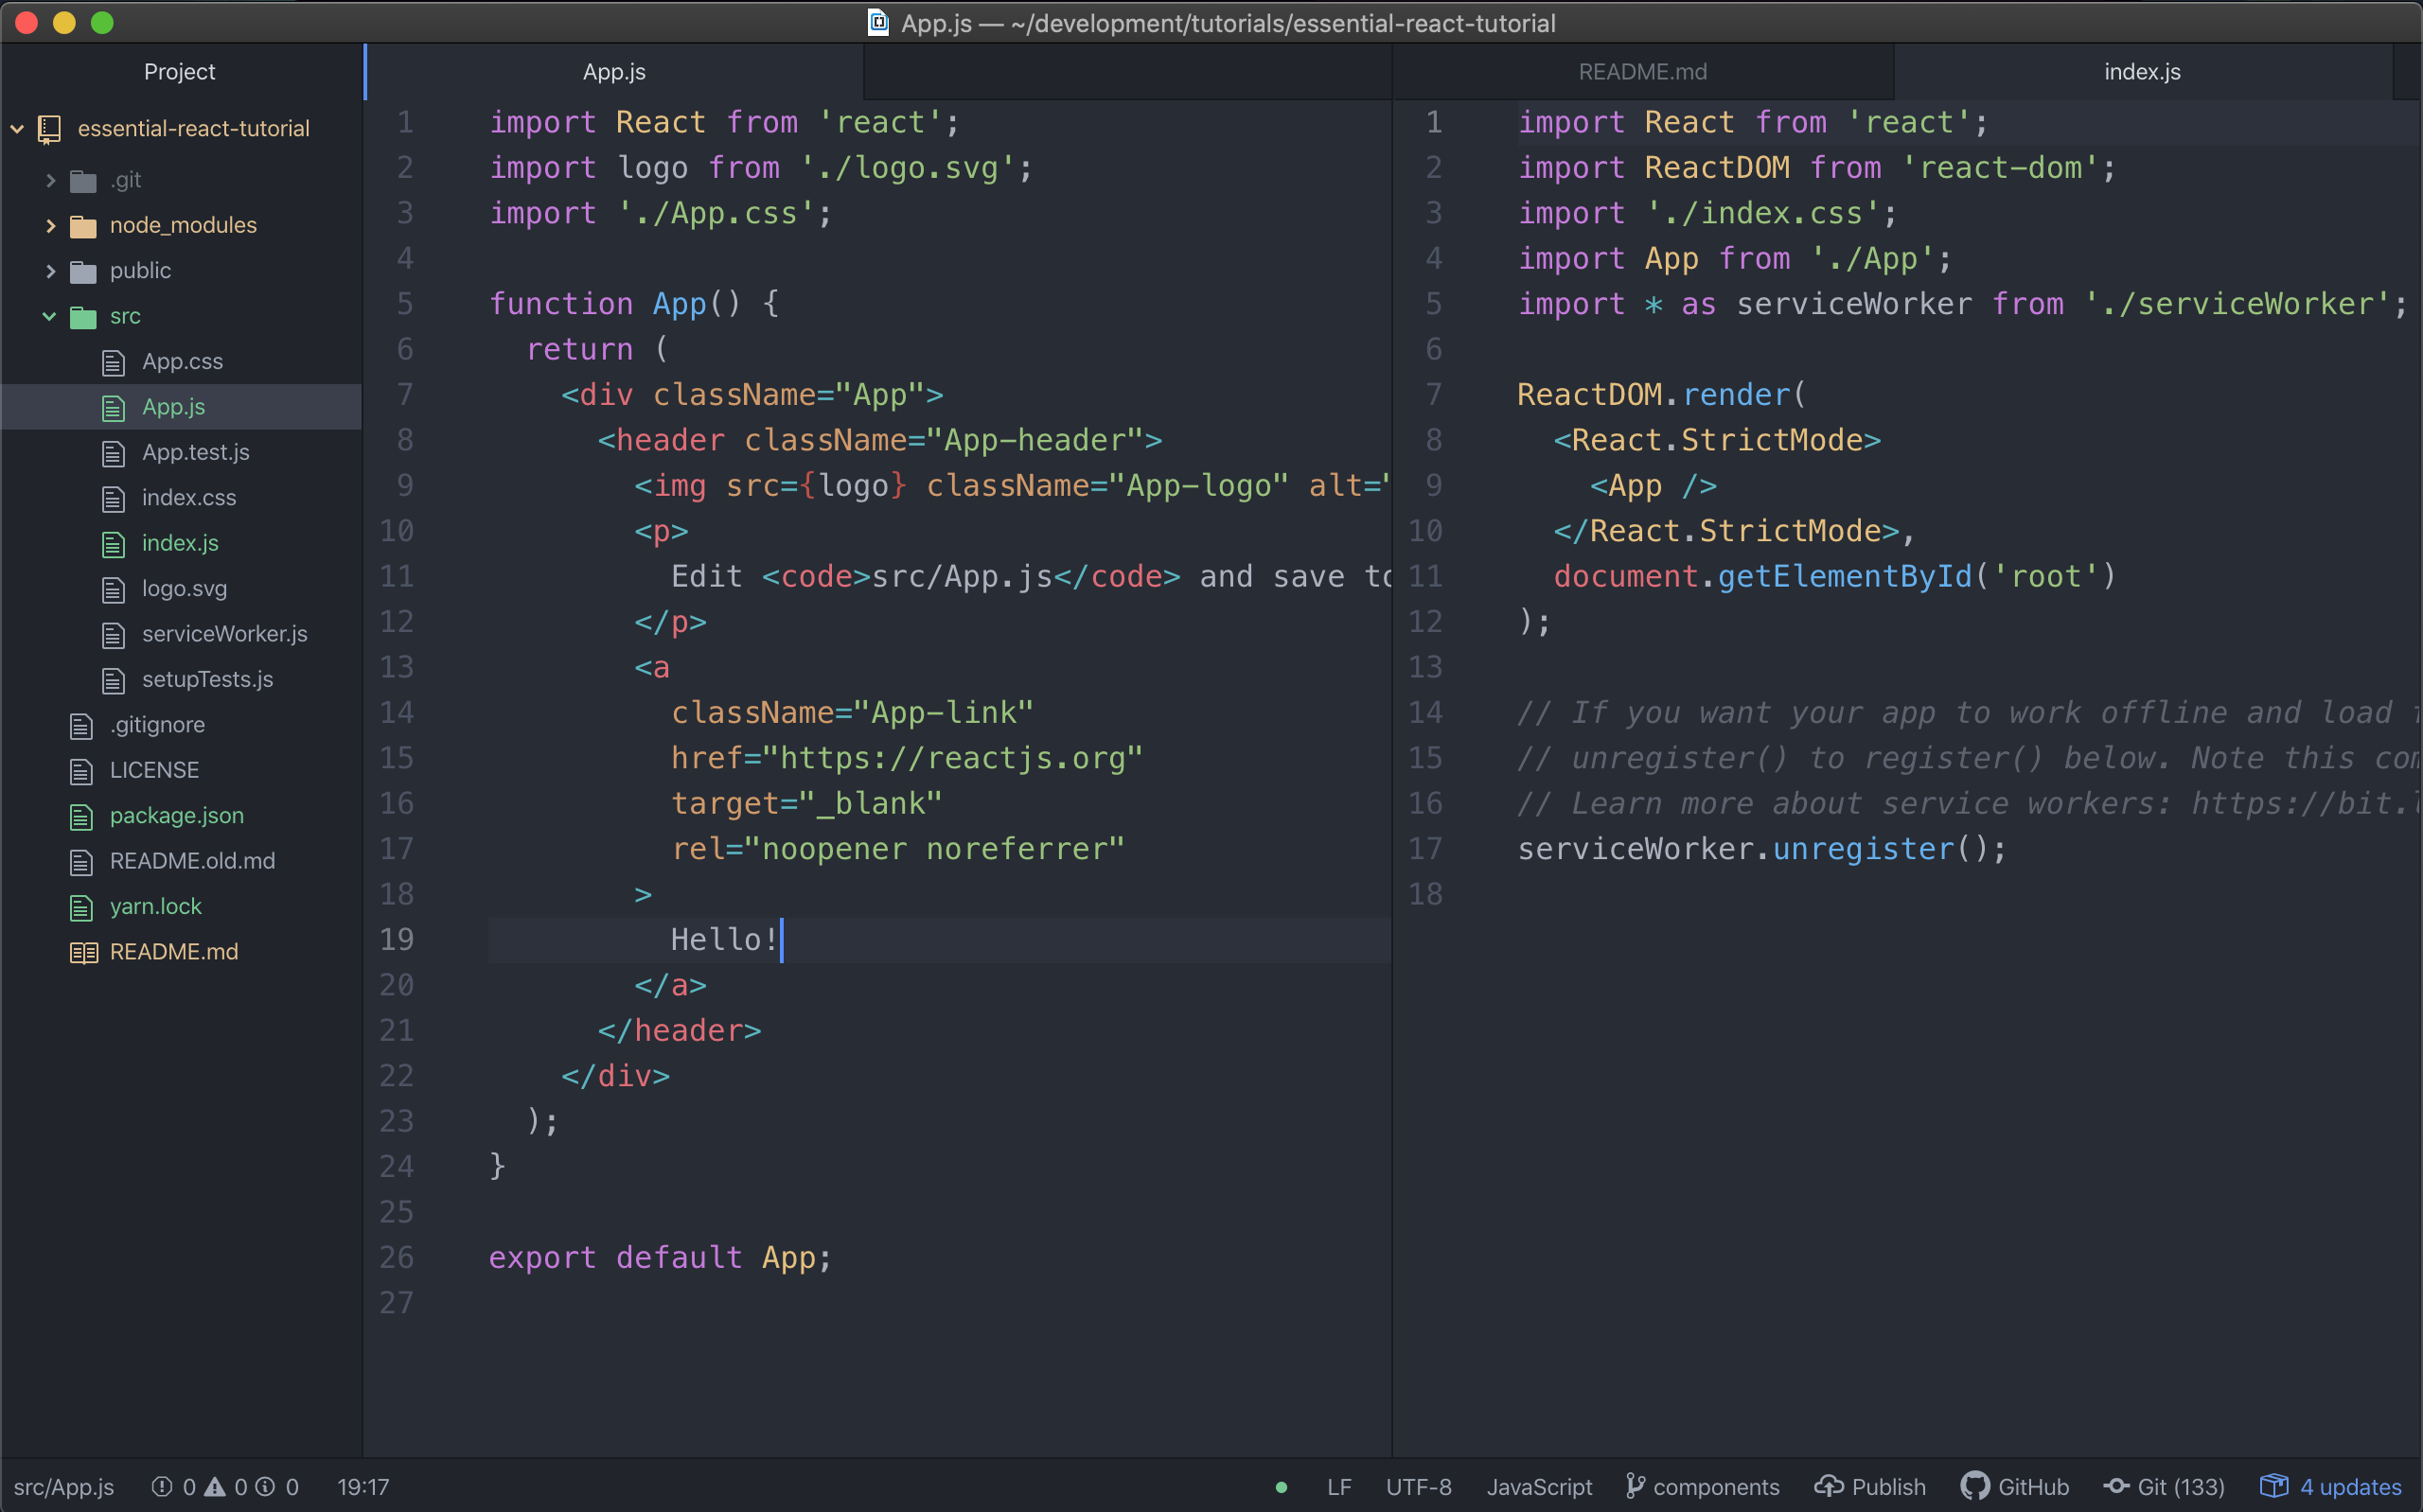 App.js — ~/development/tutorials/essential-react-tutorial
Project
essential-react-tutorial
.git
node_modules
public
src
App.css
App.js
App.test.js
index.css
index.js
logo.svg
serviceWorker.js
setupTests.js
.gitignore
LICENSE
package.json
README.old.md
yarn.lock
README.md
App.js
1 import React from 'react';
2 import logo from './logo.svg';
3 import './App.css';
4
5 function App() {
6   return (
7     <div className="App">
8       <header className="App-header">
9         <img src={logo} className="App-logo" alt="
10         <p>
11           Edit <code>src/App.js</code> and save to
12         </p>
13         <a
14           className="App-link"
15           href="https://reactjs.org"
16           target="_blank"
17           rel="noopener noreferrer"
18         >
19           Hello!
20         </a>
21       </header>
22     </div>
23   );
24 }
25
26 export default App;
27
README.md
index.js
1 import React from 'react';
2 import ReactDOM from 'react-dom';
3 import './index.css';
4 import App from './App';
5 import * as serviceWorker from './serviceWorker';
6
7 ReactDOM.render(
8   <React.StrictMode>
9     <App />
10   </React.StrictMode>,
11   document.getElementById('root')
12 );
13
14 // If you want your app to work offline and load
15 // unregister() to register() below. Note this
16 // Learn more about service workers: https://bit.
17 serviceWorker.unregister();
18
src/App.js 0 0 0 19:17 LF UTF-8 JavaScript components Publish GitHub Git (133) 4 updates